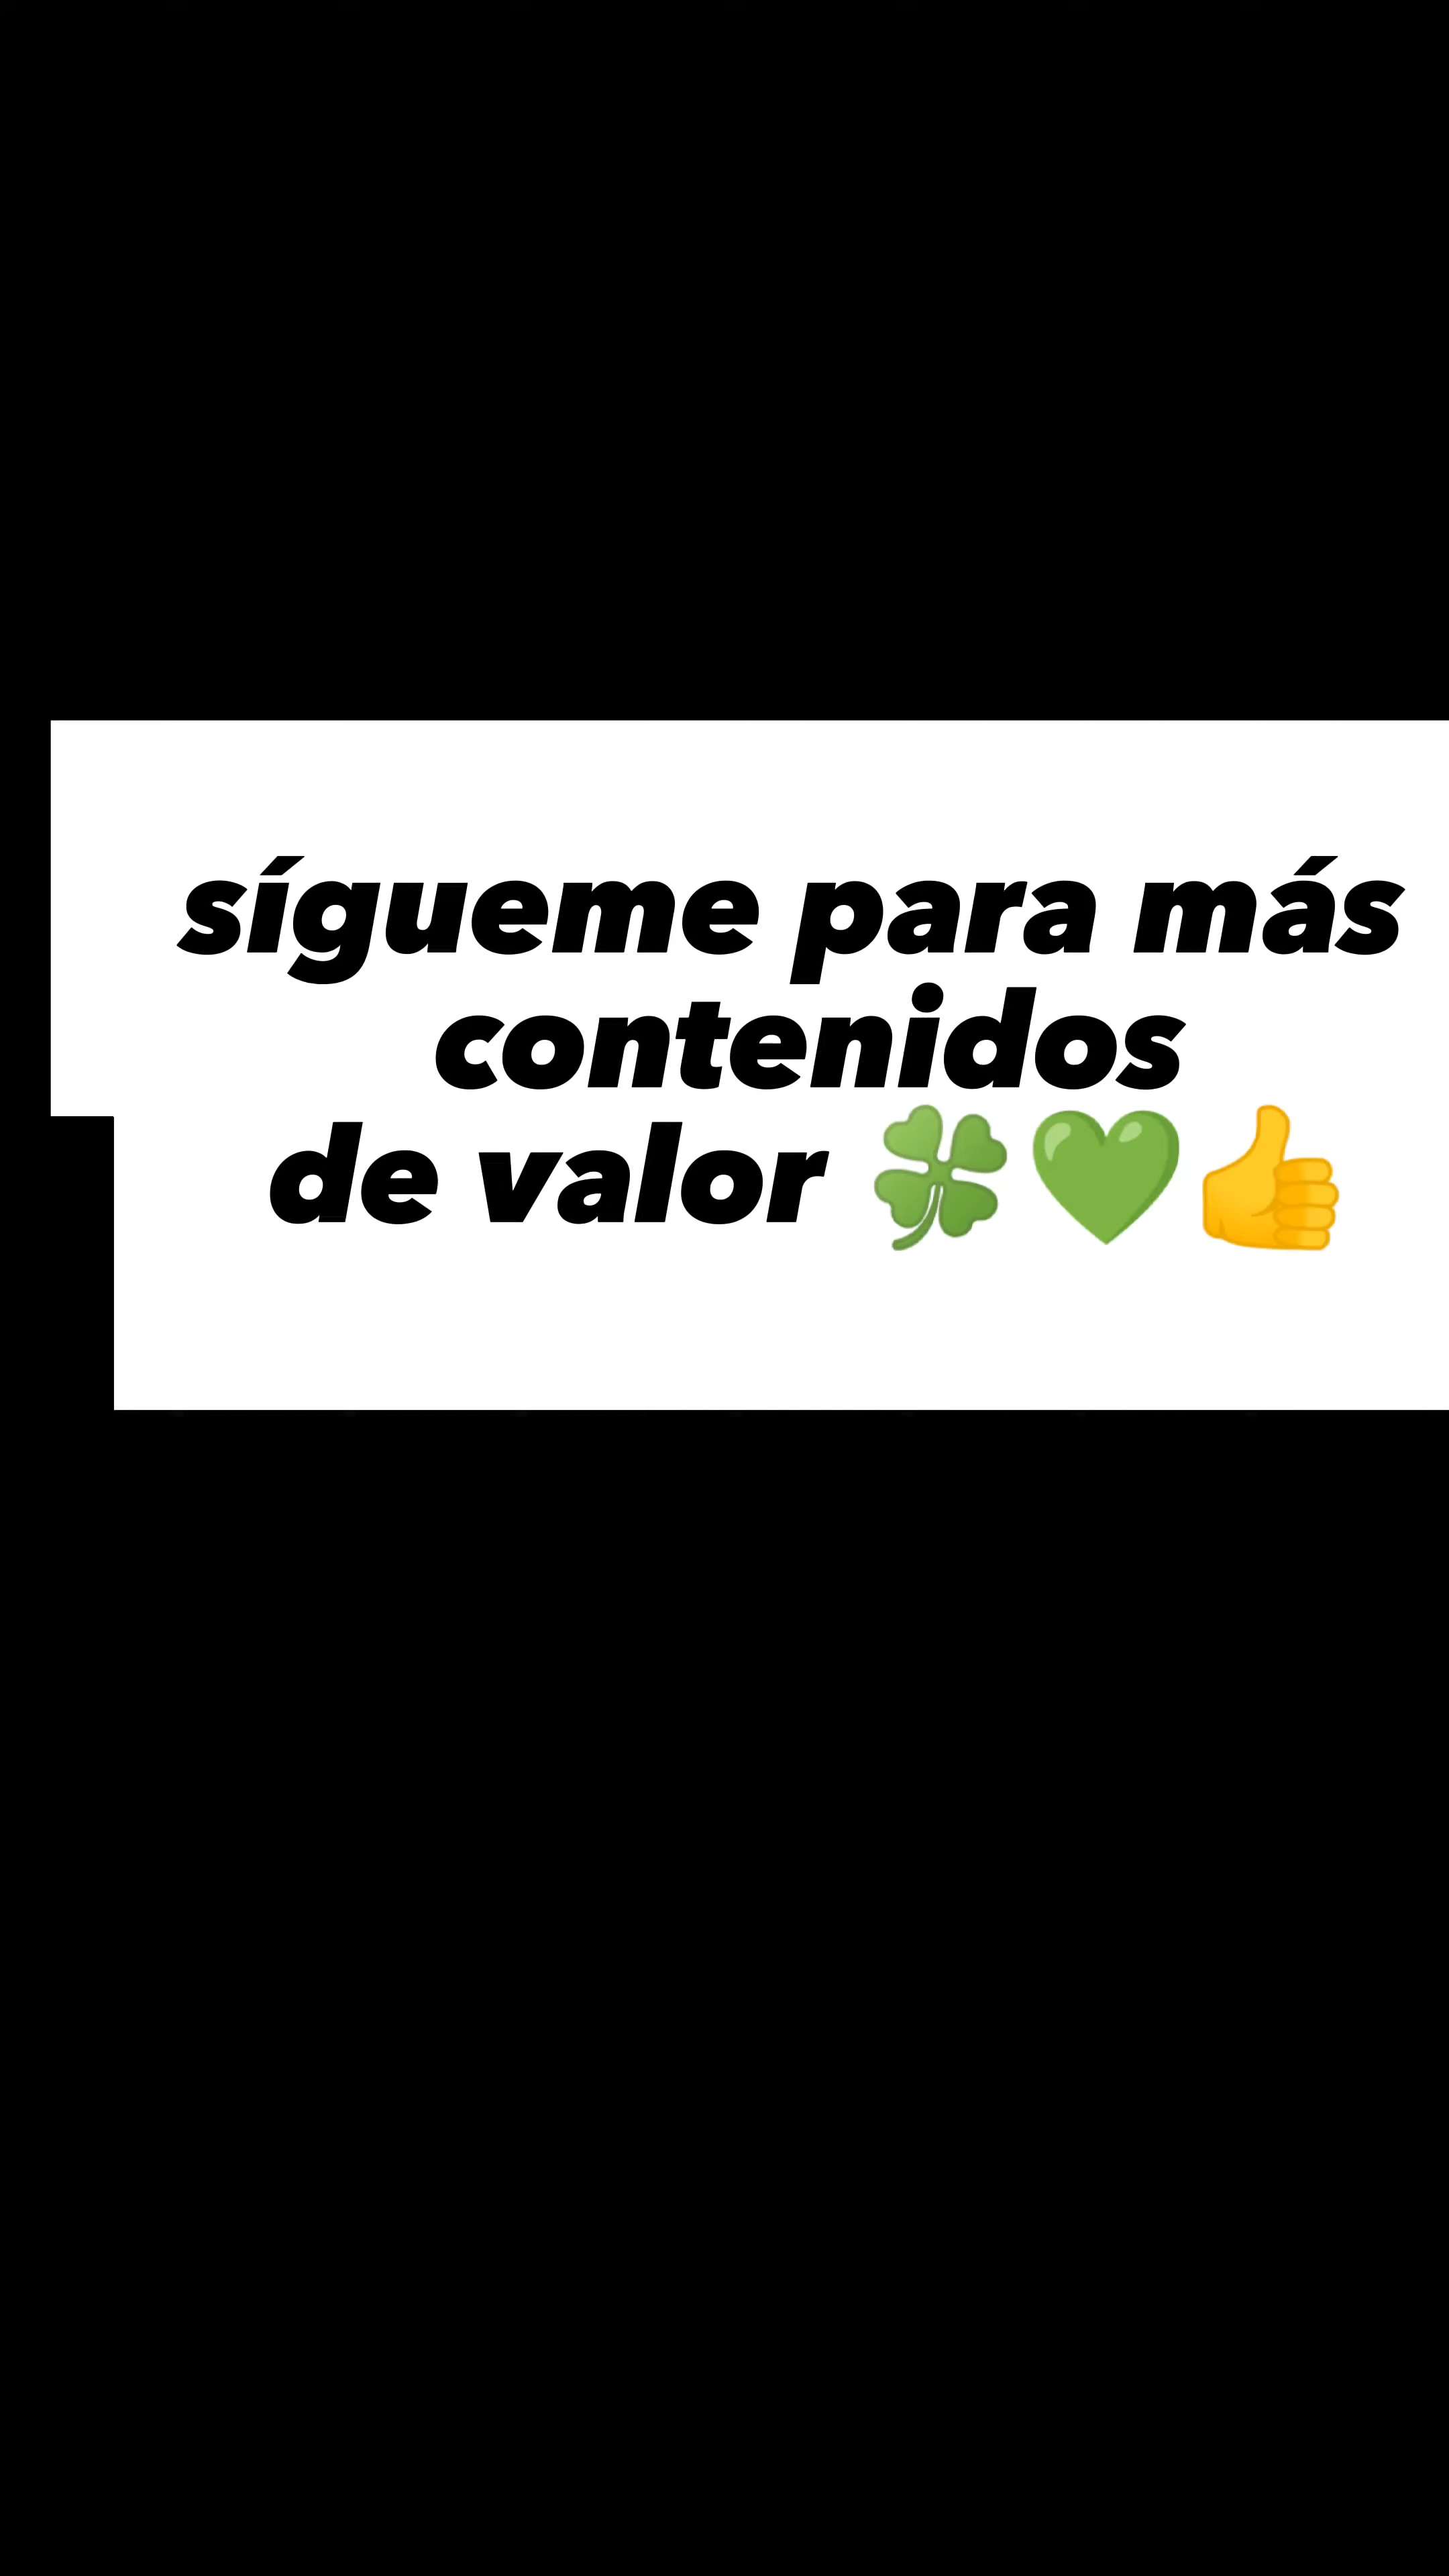 sígueme para más
contenidos
de valor 🍀💚👍